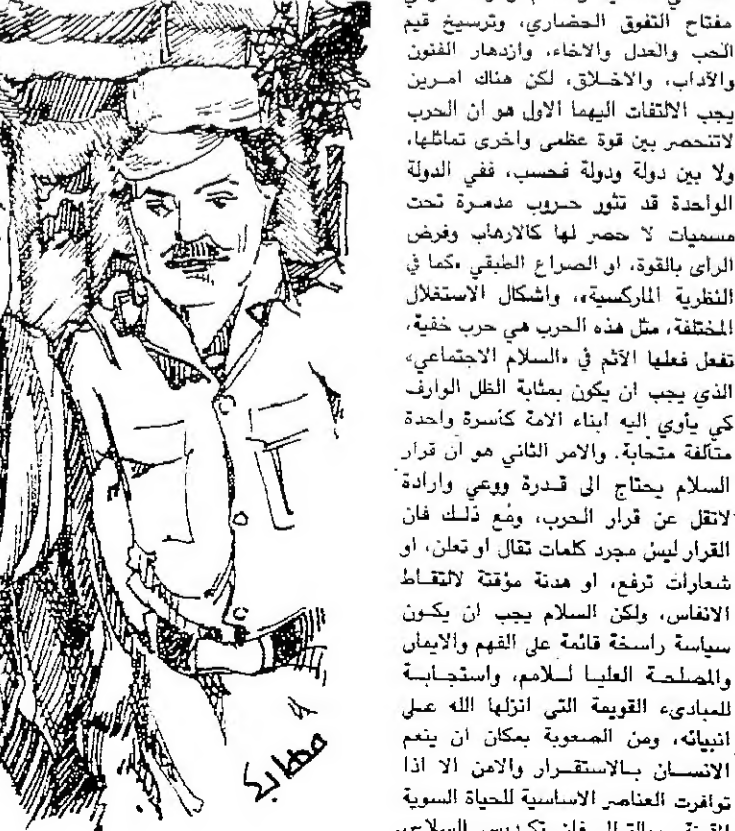 مفتاح التفوق الحضاري، وترسيخ قيم
الحب والعدل والاخاء، وازدهار الفنون
والآداب، والاخلاق، لكن هناك امرين
يجب الالتفات اليهما الاول هو ان الحرب
لاتنحصر بين قوة عظمى واخرى تماثلها،
ولا بين دولة ودولة فحسب، ففي الدولة
الواحدة قد تثور حروب مدمرة تحت
مسميات لا حصر لها كالارهاب وفرض
الرأى بالقوة، او الصراع الطبقي «كما في
النظرية الماركسية»، واشكال الاستغلال
المختلفة، مثل هذه الحرب هي حرب خفية،
تفعل فعلها الآثم في «السلام الاجتماعي»
الذي يجب ان يكون بمثابة الظل الوارف
كي يأوي اليه ابناء الامة كأسرة واحدة
متآلفة متحابة. والامر الثاني هو ان قرار
السلام يحتاج الى قدرة ووعي وارادة
لاتقل عن قرار الحرب، ومع ذلك فان
القرار ليس مجرد كلمات تقال او تعلن، او
شعارات ترفع، او هدنة مؤقتة لالتقاط
الانفاس، ولكن السلام يجب ان يكون
سياسة راسخة قائمة على الفهم والايمان
والمصلحة العليا للامم، واستجابة
للمبادىء القويمة التي انزلها الله على
انبيائه، ومن الصعوبة بمكان ان ينعم
الانسان بالاستقرار والامن الا اذا
توافرت العناصر الاساسية للحياة السوية